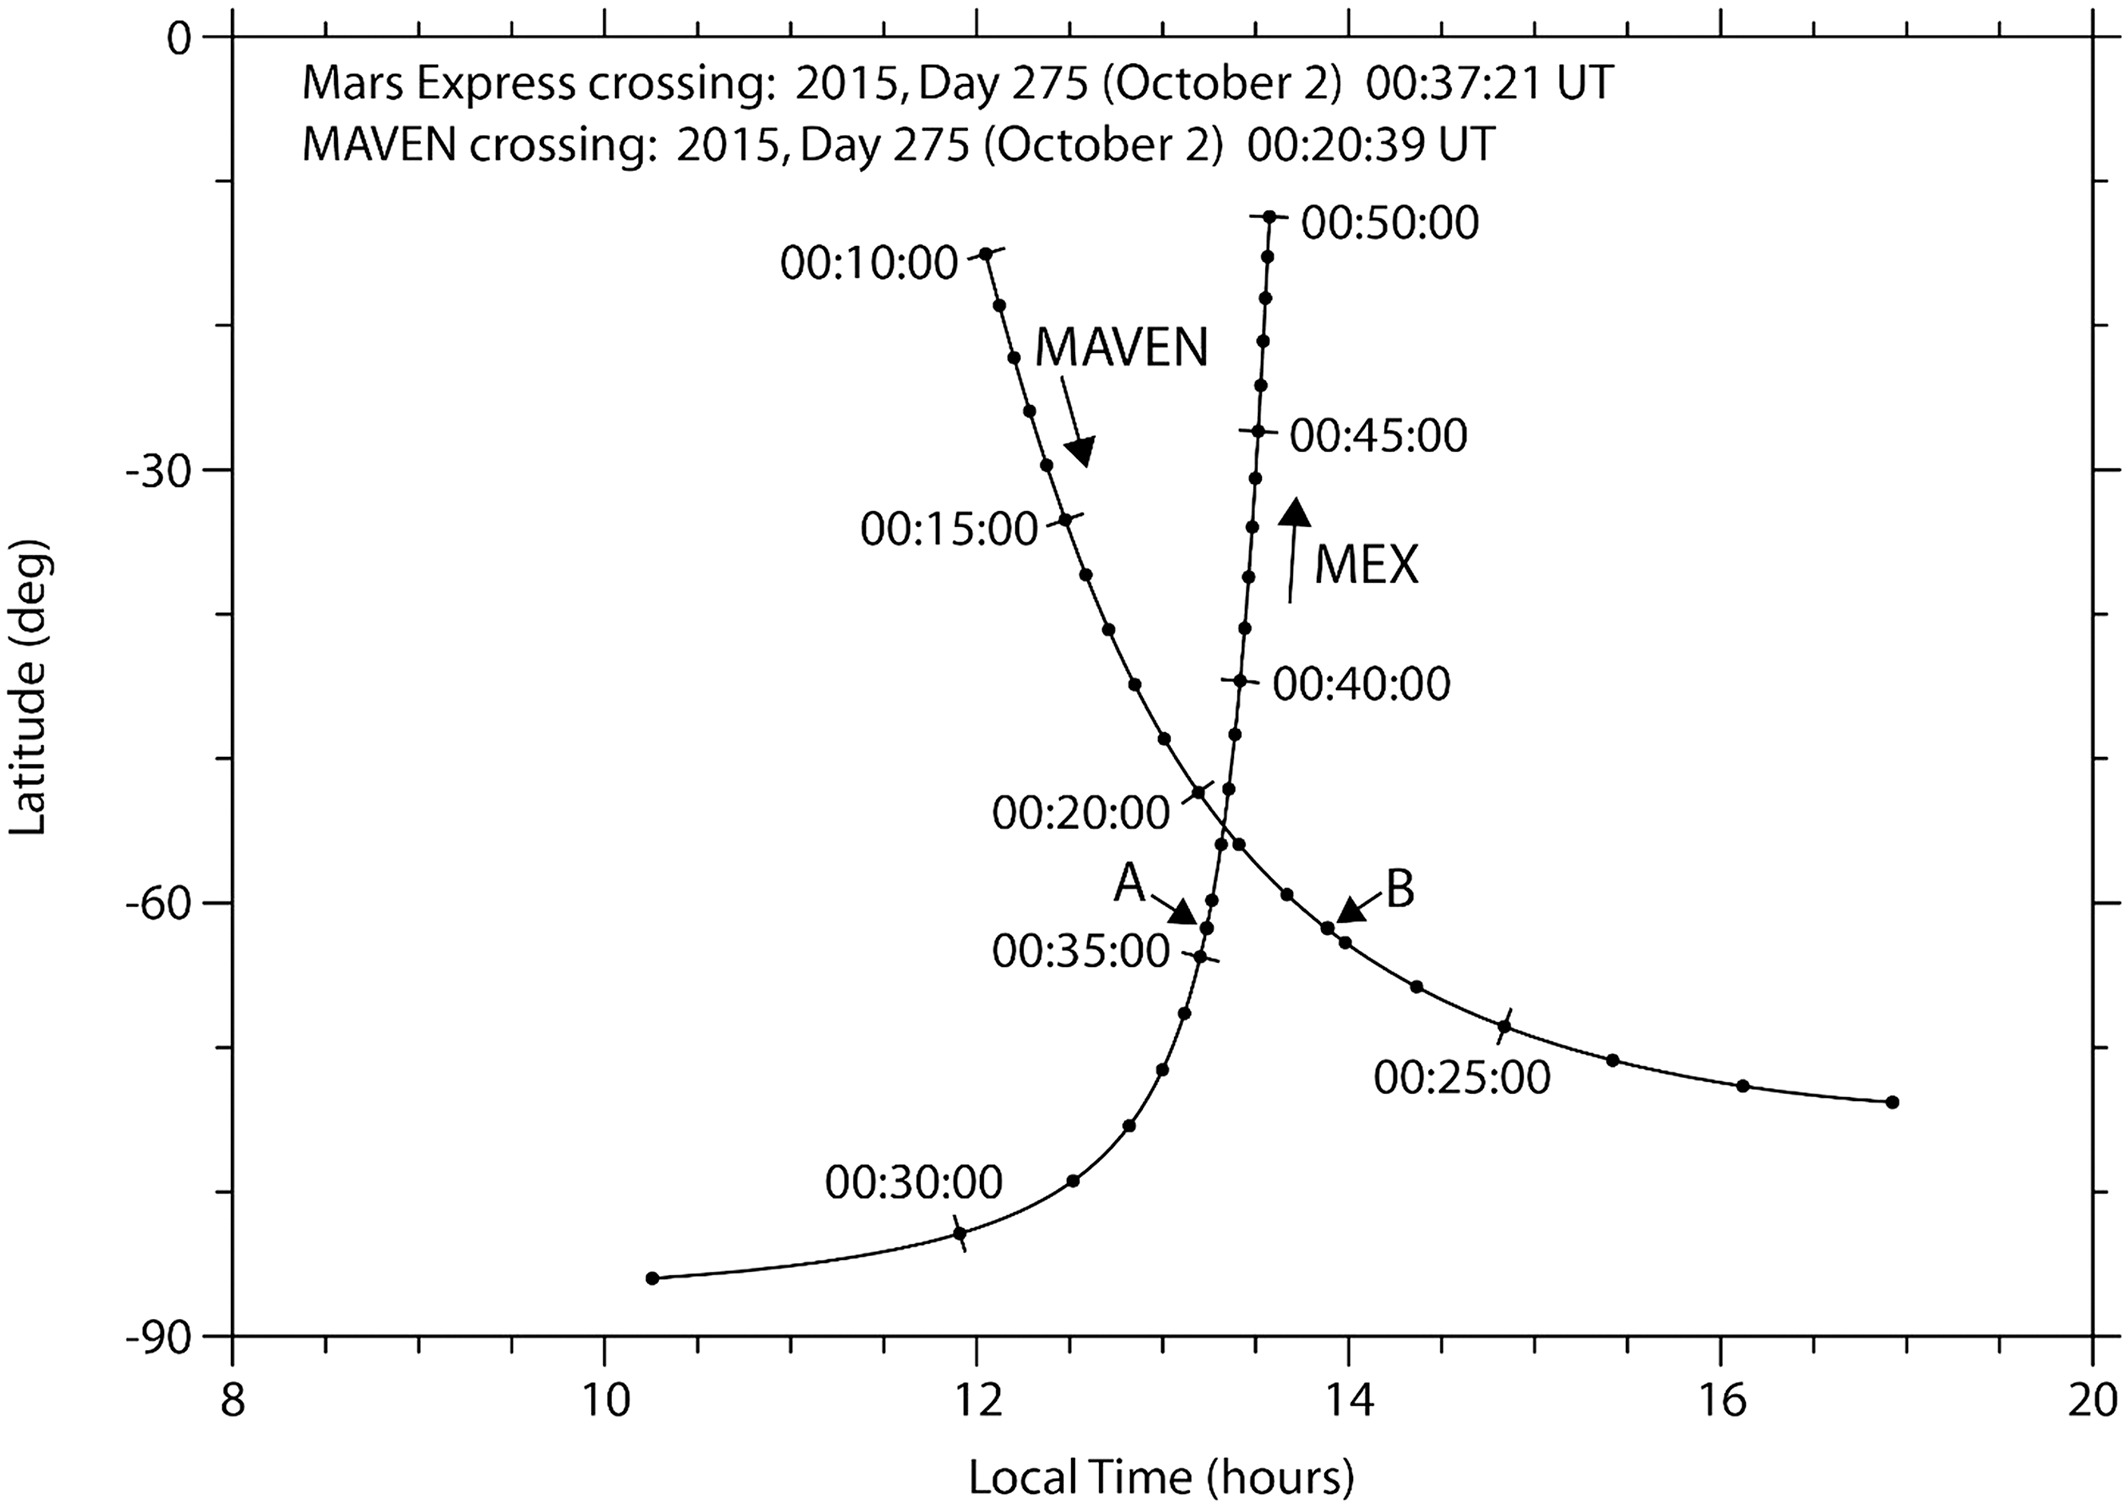 0
Mars Express crossing: 2015, Day 275 (October 2) 00:37:21 UT
MAVEN crossing: 2015, Day 275 (October 2) 00:20:39 UT
00:50:00
00:10:00
MAVEN
00:45:00
-30
00:15:00
MEX
00:40:00
Latitude (deg)
00:20:00
A
B
-60
00:35:00
00:25:00
00:30:00
-90
8 10 12 14 16 20
Local Time (hours)